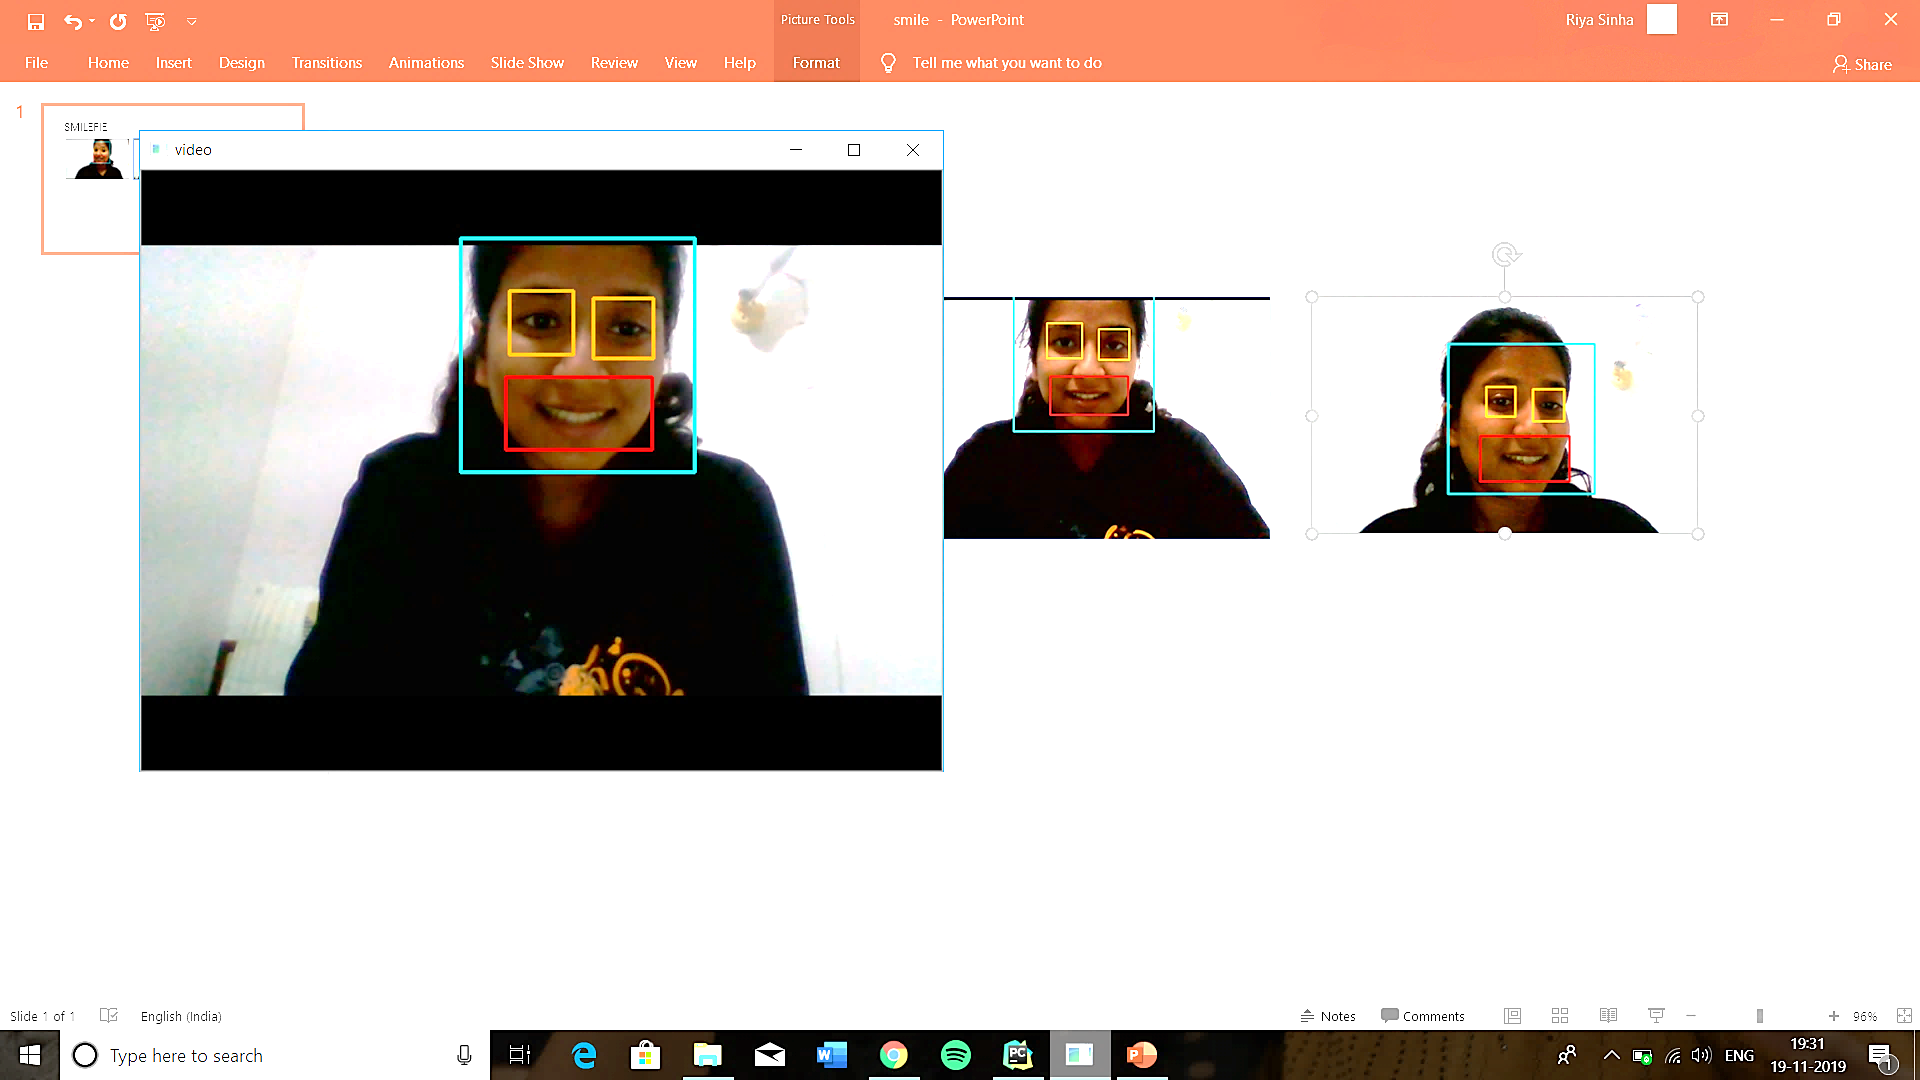 Picture Tools
smile - PowerPoint
Riya Sinha
File Home Insert Design Transitions Animations Slide Show Review View Help Format Tell me what you want to do Share
1
SMILEFIE
video
Slide 1 of 1 English (India) Notes Comments 96%
Type here to search
W
PC
P
ENG
19:31
19-11-2019
1